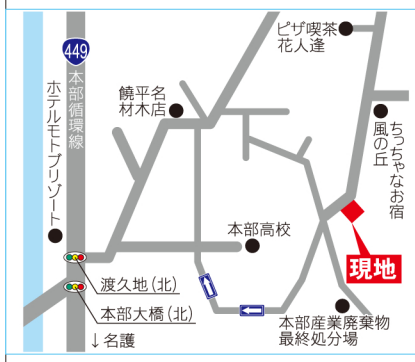 ピザ喫茶
花人逢
449
本部循環線
饒平名
材木店
ホテルモトブリゾート
ちっちゃなお宿
風の丘
本部高校
現地
渡久地(北)
本部大橋(北)
↓名護
本部産業廃棄物
最終処分場